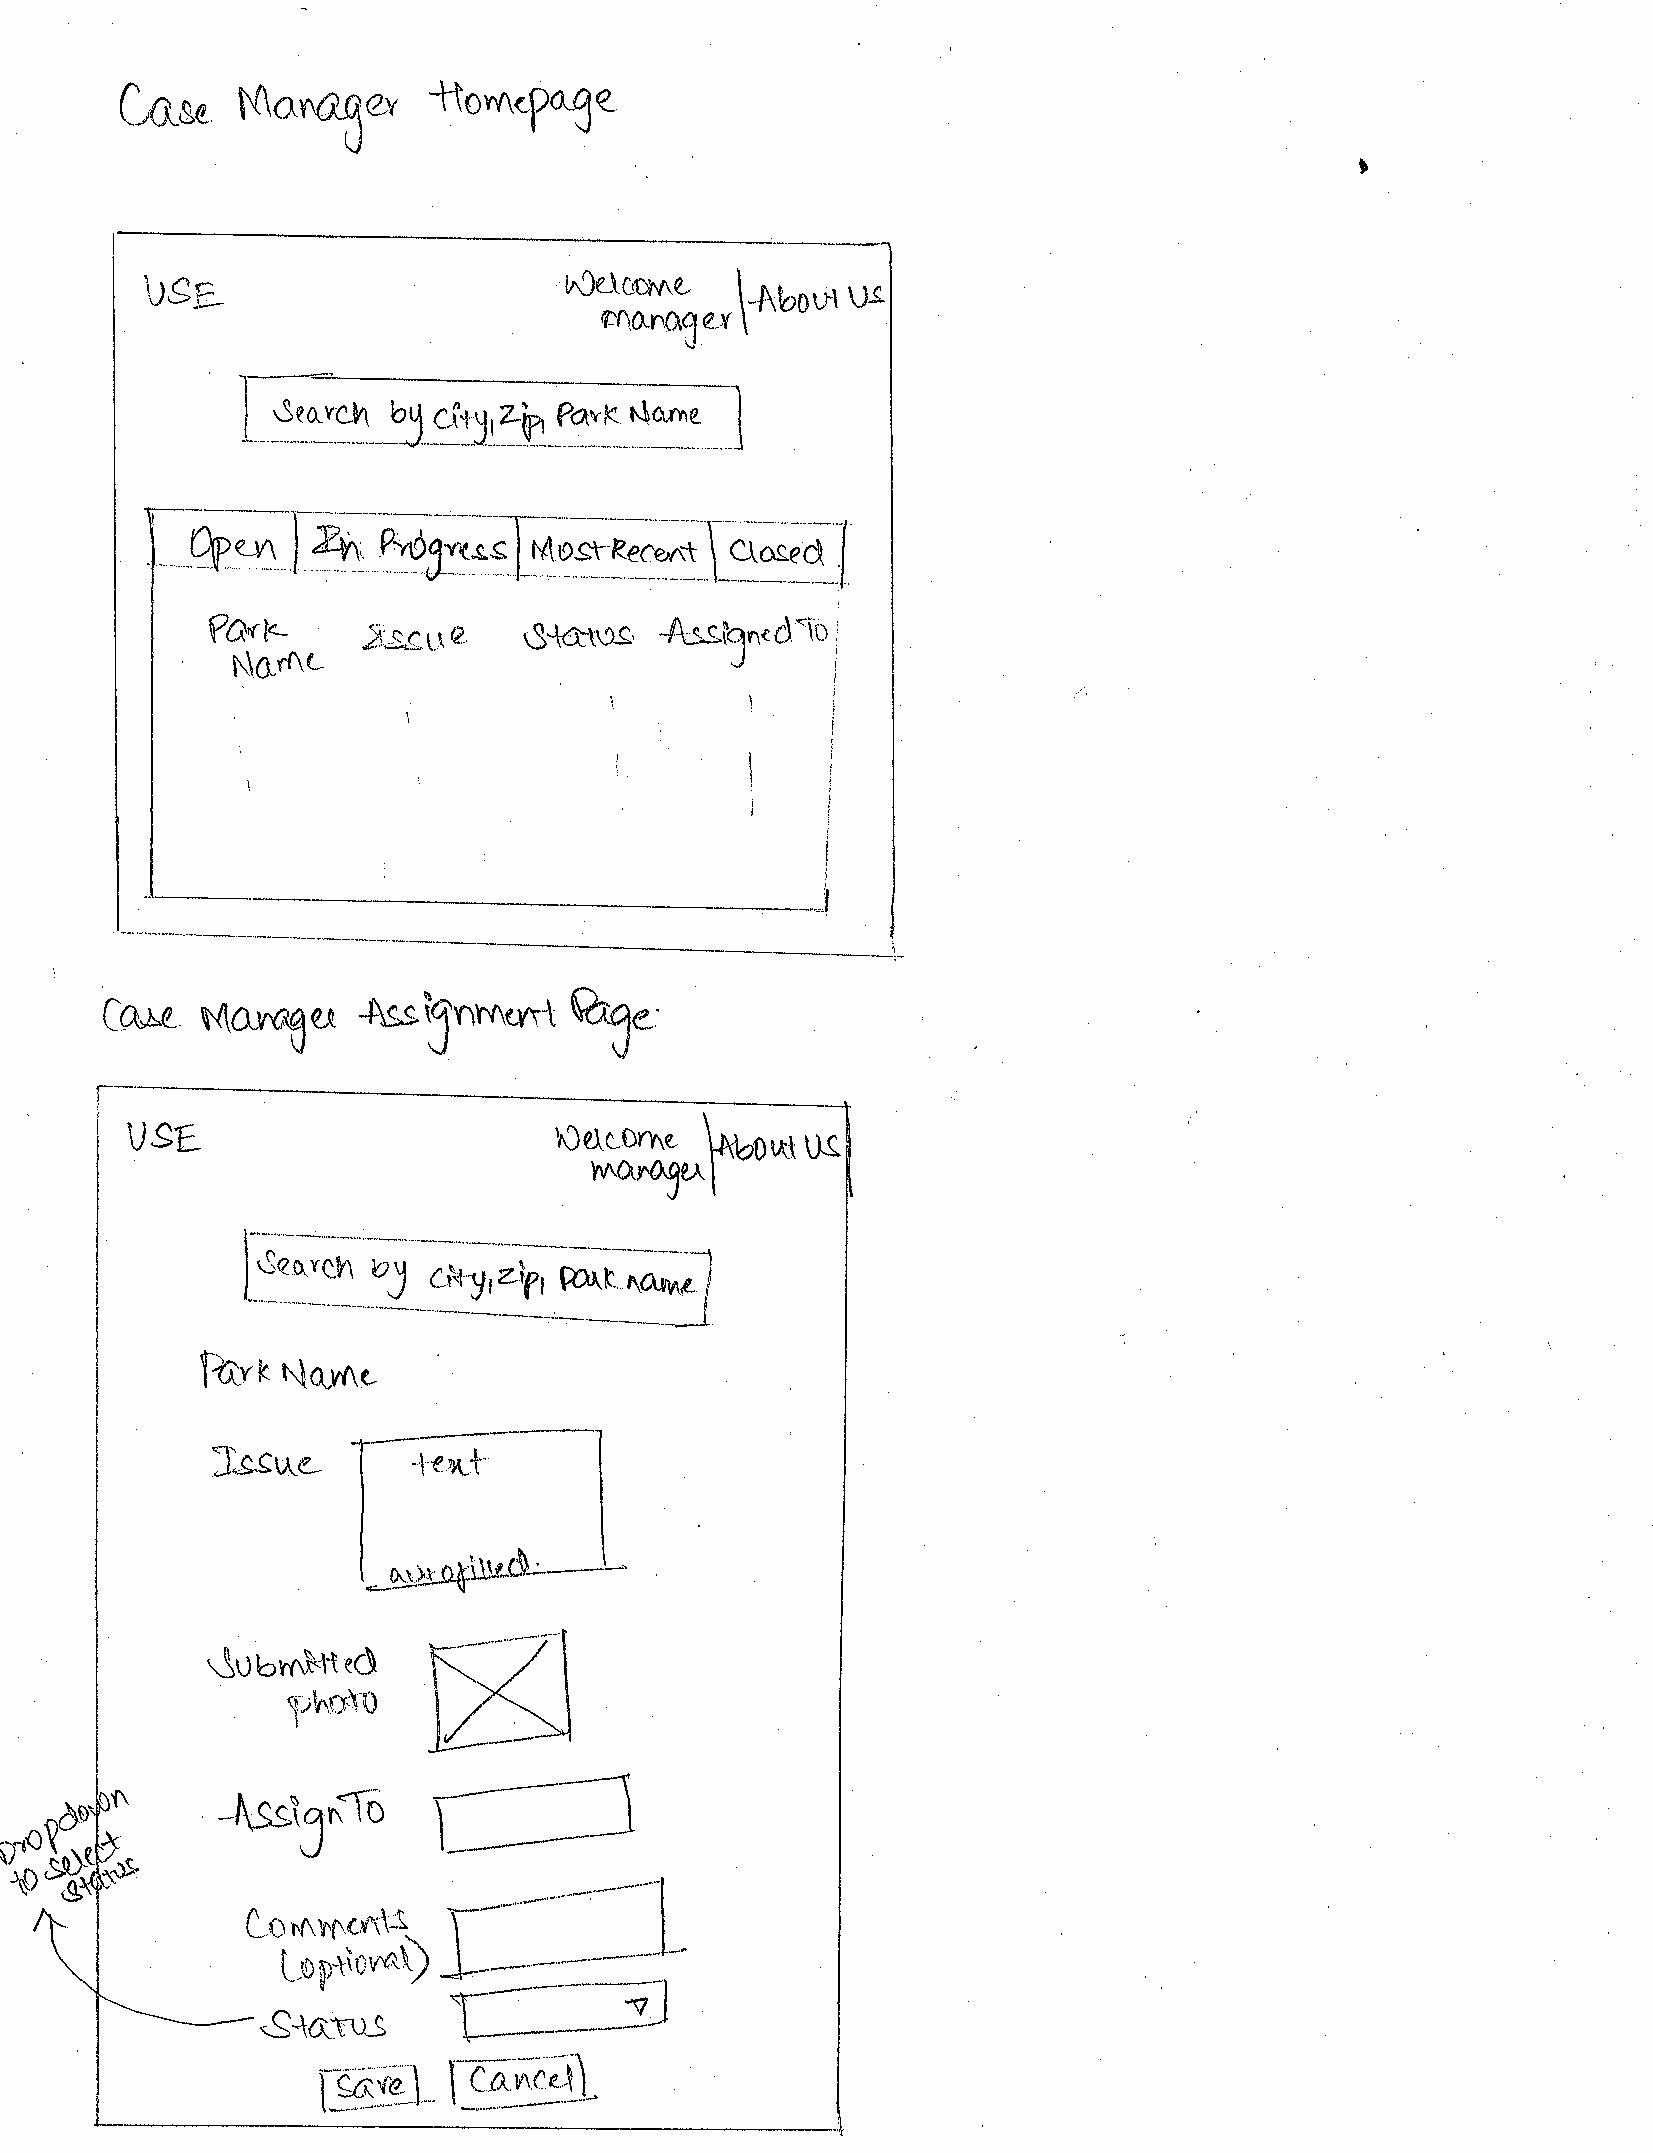 Case Manager Homepage
USE
Welcome
manager
About Us
Search by City, Zip, Park Name
Open
In Progress
Most Recent
Closed
Park
Name
Issue
Status
Assigned To
Case Manager Assignment Page
USE
Welcome
manager
About Us
Search by City, Zip, park name
Park Name
Issue
text
autofilled.
Submitted
photo
Assign To
Dropdown
to select
status
Comments
(optional)
Status
Save
Cancel